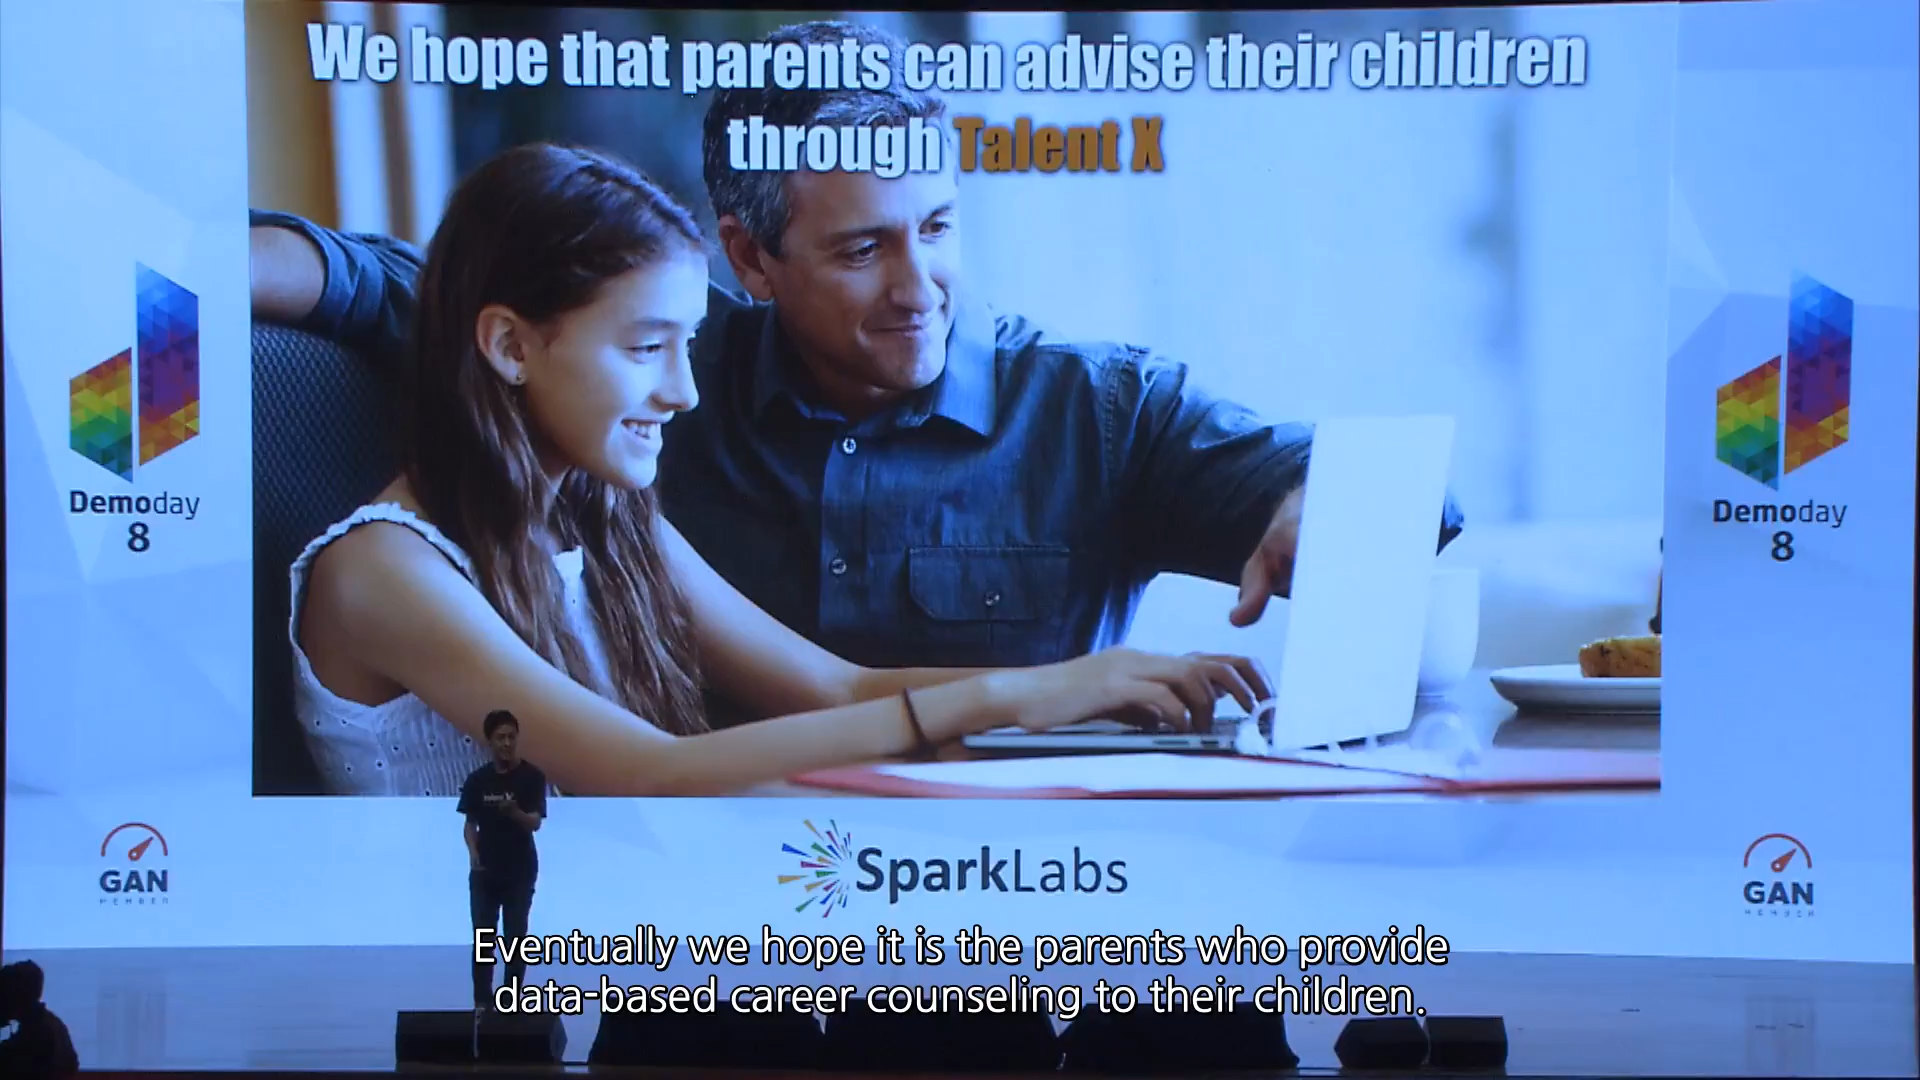 We hope that parents can advise their children
through Talent X
Demoday
8
Demoday
8
GAN
MEMBER
SparkLabs
GAN
MEMBER
Eventually we hope it is the parents who provide
data-based career counseling to their children.